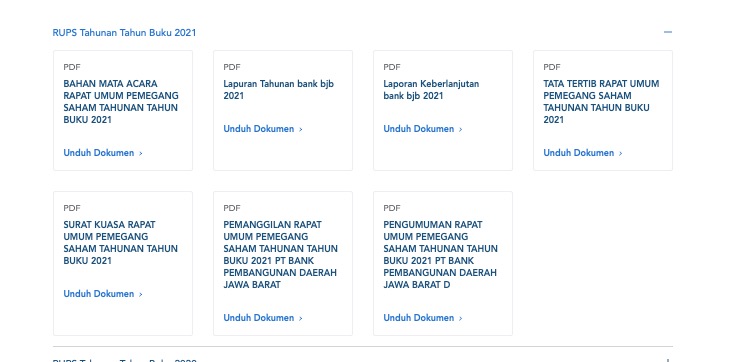 RUPS Tahunan Tahun Buku 2021
PDF
BAHAN MATA ACARA
RAPAT UMUM PEMEGANG
SAHAM TAHUNAN TAHUN
BUKU 2021
Unduh Dokumen
PDF
Lapuran Tahunan bank bjb
2021
Unduh Dokumen
PDF
Laporan Keberlanjutan
bank bjb 2021
Unduh Dokumen
PDF
TATA TERTIB RAPAT UMUM
PEMEGANG SAHAM
TAHUNAN TAHUN BUKU
2021
Unduh Dokumen
PDF
SURAT KUASA RAPAT
UMUM PEMEGANG
SAHAM TAHUNAN TAHUN
BUKU 2021
Unduh Dokumen
PDF
PEMANGGILAN RAPAT
UMUM PEMEGANG
SAHAM TAHUNAN TAHUN
BUKU 2021 PT BANK
PEMBANGUNAN DAERAH
JAWA BARAT
Unduh Dokumen
PDF
PENGUMUMAN RAPAT
UMUM PEMEGANG
SAHAM TAHUNAN TAHUN
BUKU 2021 PT BANK
PEMBANGUNAN DAERAH
JAWA BARAT D
Unduh Dokumen